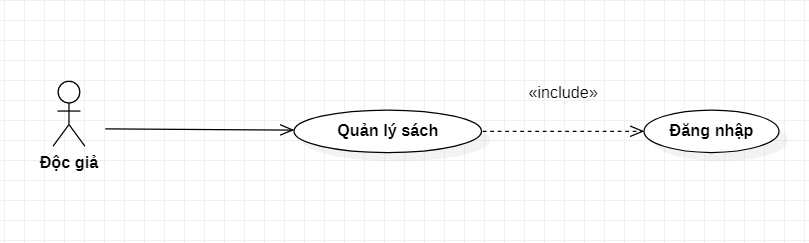 «include»
Quản lý sách
Đăng nhập
Độc giả